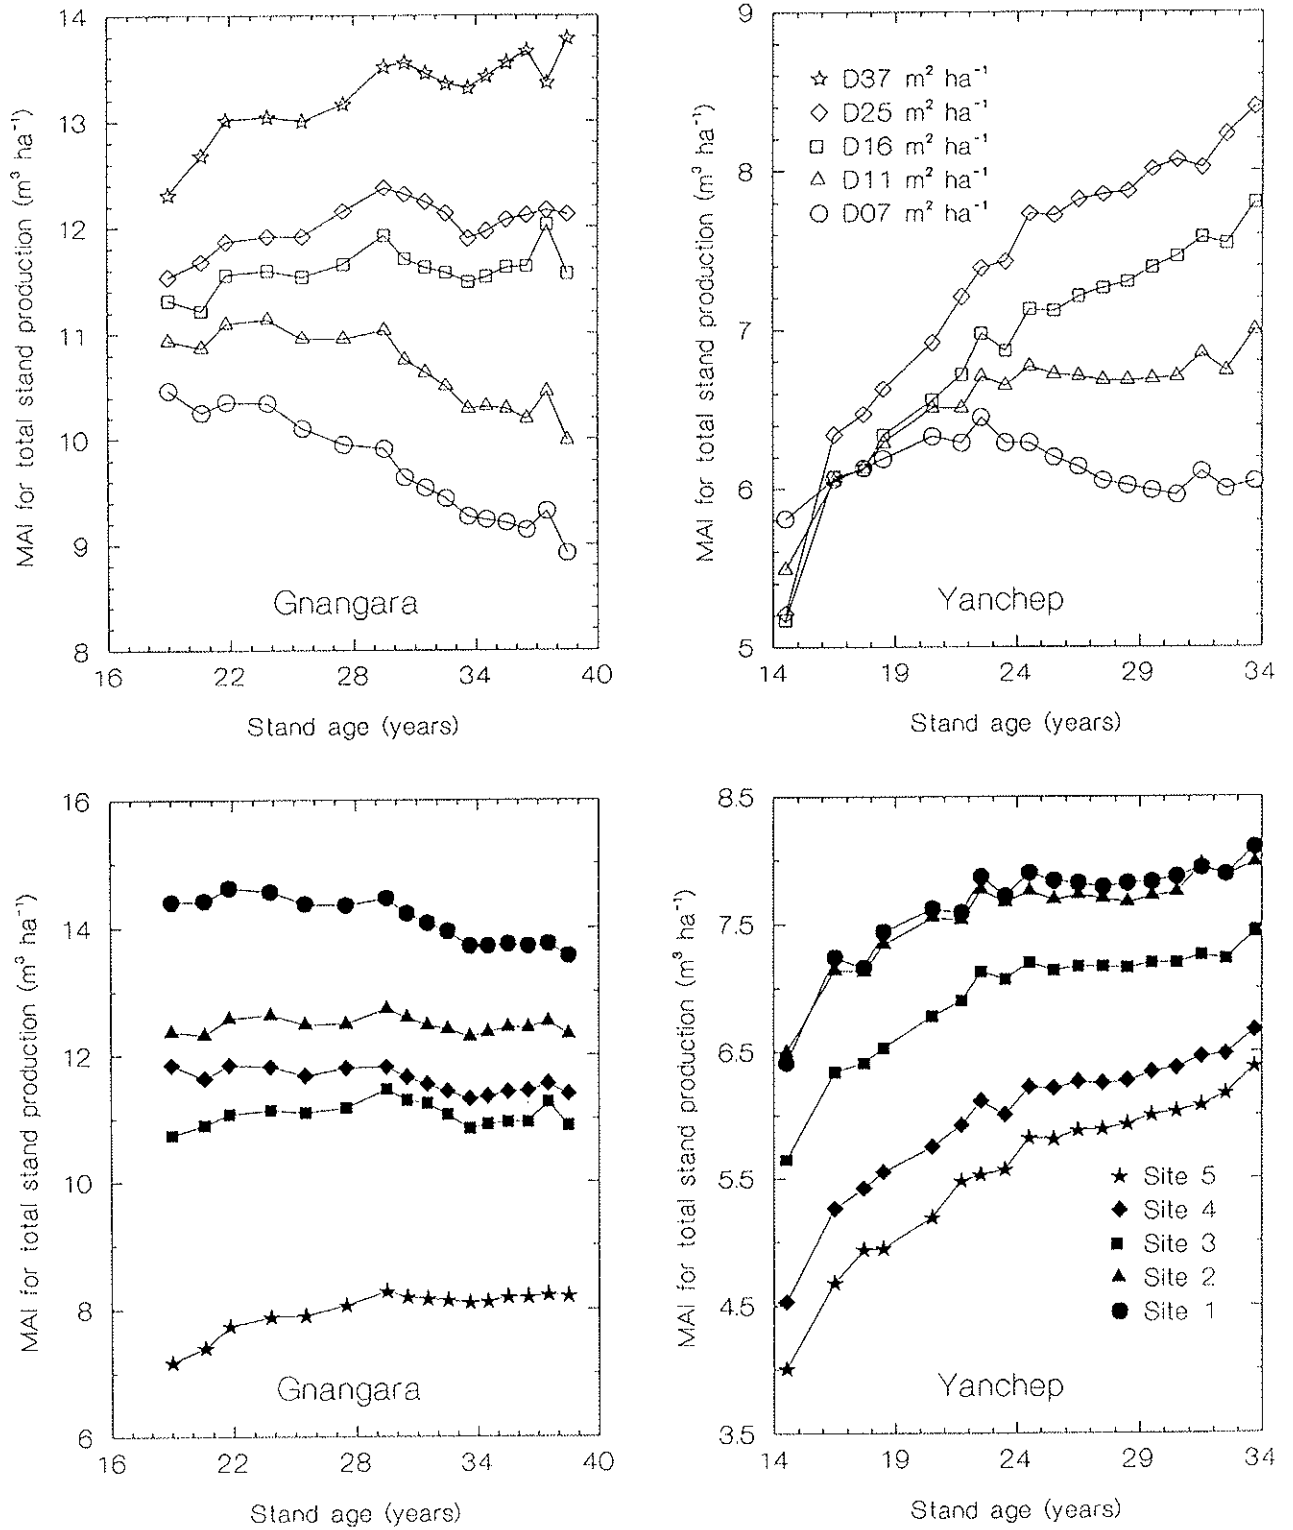 MAI for total stand production (m³ ha⁻¹)
14
13
12
11
10
9
8
16
22
28
34
40
Gnangara
Stand age (years)
MAI for total stand production (m³ ha⁻¹)
9
8
7
6
5
14
19
24
29
34
D37 m² ha⁻¹
D25 m² ha⁻¹
D16 m² ha⁻¹
D11 m² ha⁻¹
D07 m² ha⁻¹
Yanchep
Stand age (years)
MAI for total stand production (m³ ha⁻¹)
16
14
12
10
8
6
16
22
28
34
40
Gnangara
Stand age (years)
MAI for total stand production (m³ ha⁻¹)
8.5
7.5
6.5
5.5
4.5
3.5
14
19
24
29
34
Site 5
Site 4
Site 3
Site 2
Site 1
Yanchep
Stand age (years)